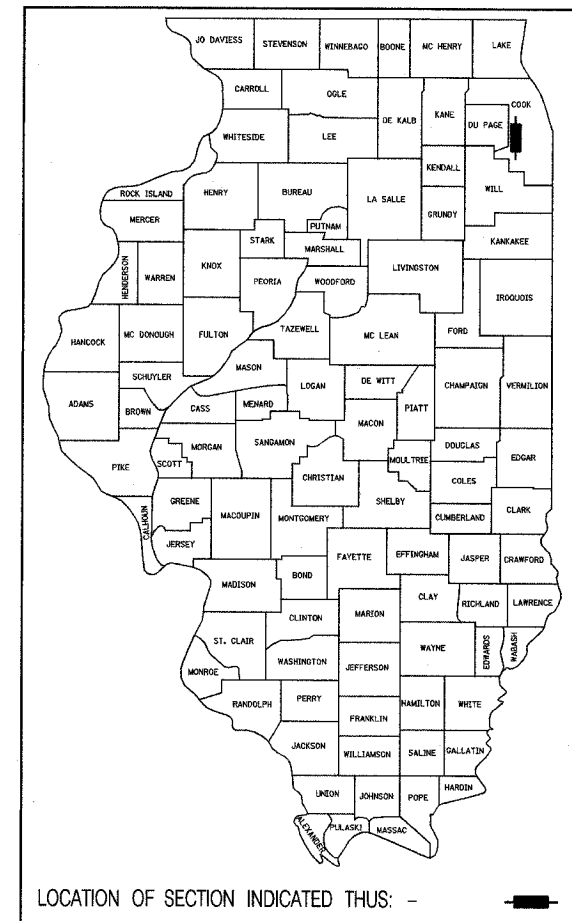 JO DAVIESS STEVENSON WINNEBAGO BOONE MC HENRY LAKE
CARROLL OGLE DE KALB KANE COOK
DU PAGE
WHITESIDE LEE
KENDALL WILL
ROCK ISLAND HENRY BUREAU LA SALLE
MERCER PUTNAM GRUNDY
STARK MARSHALL KANKAKEE
HENDERSON WARREN KNOX PEORIA WOODFORD LIVINGSTON
IROQUOIS
HANCOCK MC DONOUGH FULTON TAZEWELL MC LEAN FORD
MASON
SCHUYLER LOGAN DE WITT CHAMPAIGN VERMILION
ADAMS BROWN CASS MENARD MACON PIATT
MORGAN SANGAMON DOUGLAS EDGAR
PIKE SCOTT CHRISTIAN MOULTRIE COLES
GREENE MACOUPIN MONTGOMERY SHELBY CUMBERLAND CLARK
CALHOUN JERSEY
FAYETTE EFFINGHAM JASPER CRAWFORD
MADISON BOND
CLINTON MARION CLAY RICHLAND LAWRENCE
ST. CLAIR WAYNE EDWARDS WABASH
MONROE WASHINGTON JEFFERSON
RANDOLPH PERRY HAMILTON WHITE
FRANKLIN
JACKSON WILLIAMSON SALINE GALLATIN
UNION JOHNSON POPE HARDIN
ALEXANDER PULASKI MASSAC
LOCATION OF SECTION INDICATED THUS: -